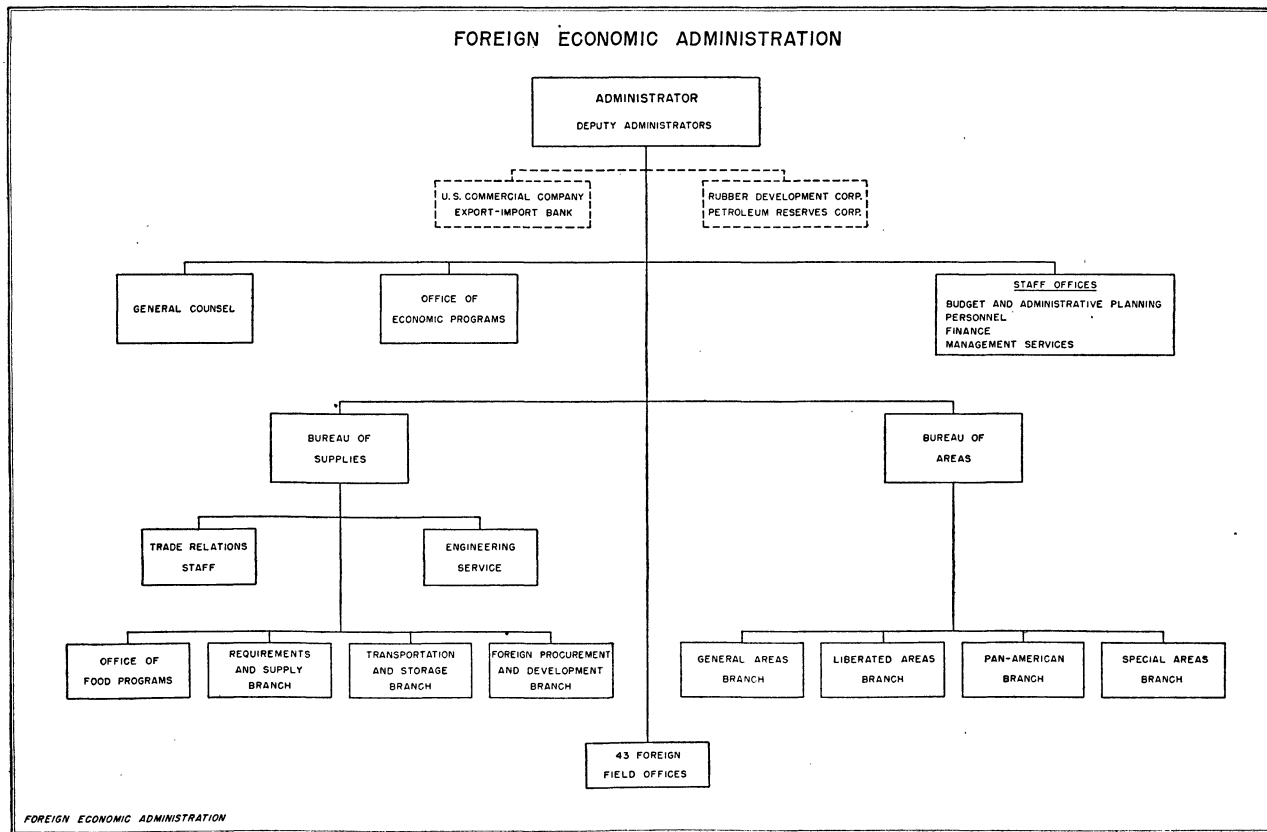 FOREIGN ECONOMIC ADMINISTRATION
ADMINISTRATOR
DEPUTY ADMINISTRATORS
U.S. COMMERCIAL COMPANY
EXPORT-IMPORT BANK
RUBBER DEVELOPMENT CORP.
PETROLEUM RESERVES CORP.
GENERAL COUNSEL
OFFICE OF
ECONOMIC PROGRAMS
STAFF OFFICES
BUDGET AND ADMINISTRATIVE PLANNING
PERSONNEL
FINANCE
MANAGEMENT SERVICES
BUREAU OF
SUPPLIES
BUREAU OF
AREAS
TRADE RELATIONS
STAFF
ENGINEERING
SERVICE
OFFICE OF
FOOD PROGRAMS
REQUIREMENTS
AND SUPPLY
BRANCH
TRANSPORTATION
AND STORAGE
BRANCH
FOREIGN PROCUREMENT
AND DEVELOPMENT
BRANCH
GENERAL AREAS
BRANCH
LIBERATED AREAS
BRANCH
PAN-AMERICAN
BRANCH
SPECIAL AREAS
BRANCH
43 FOREIGN
FIELD OFFICES
FOREIGN ECONOMIC ADMINISTRATION